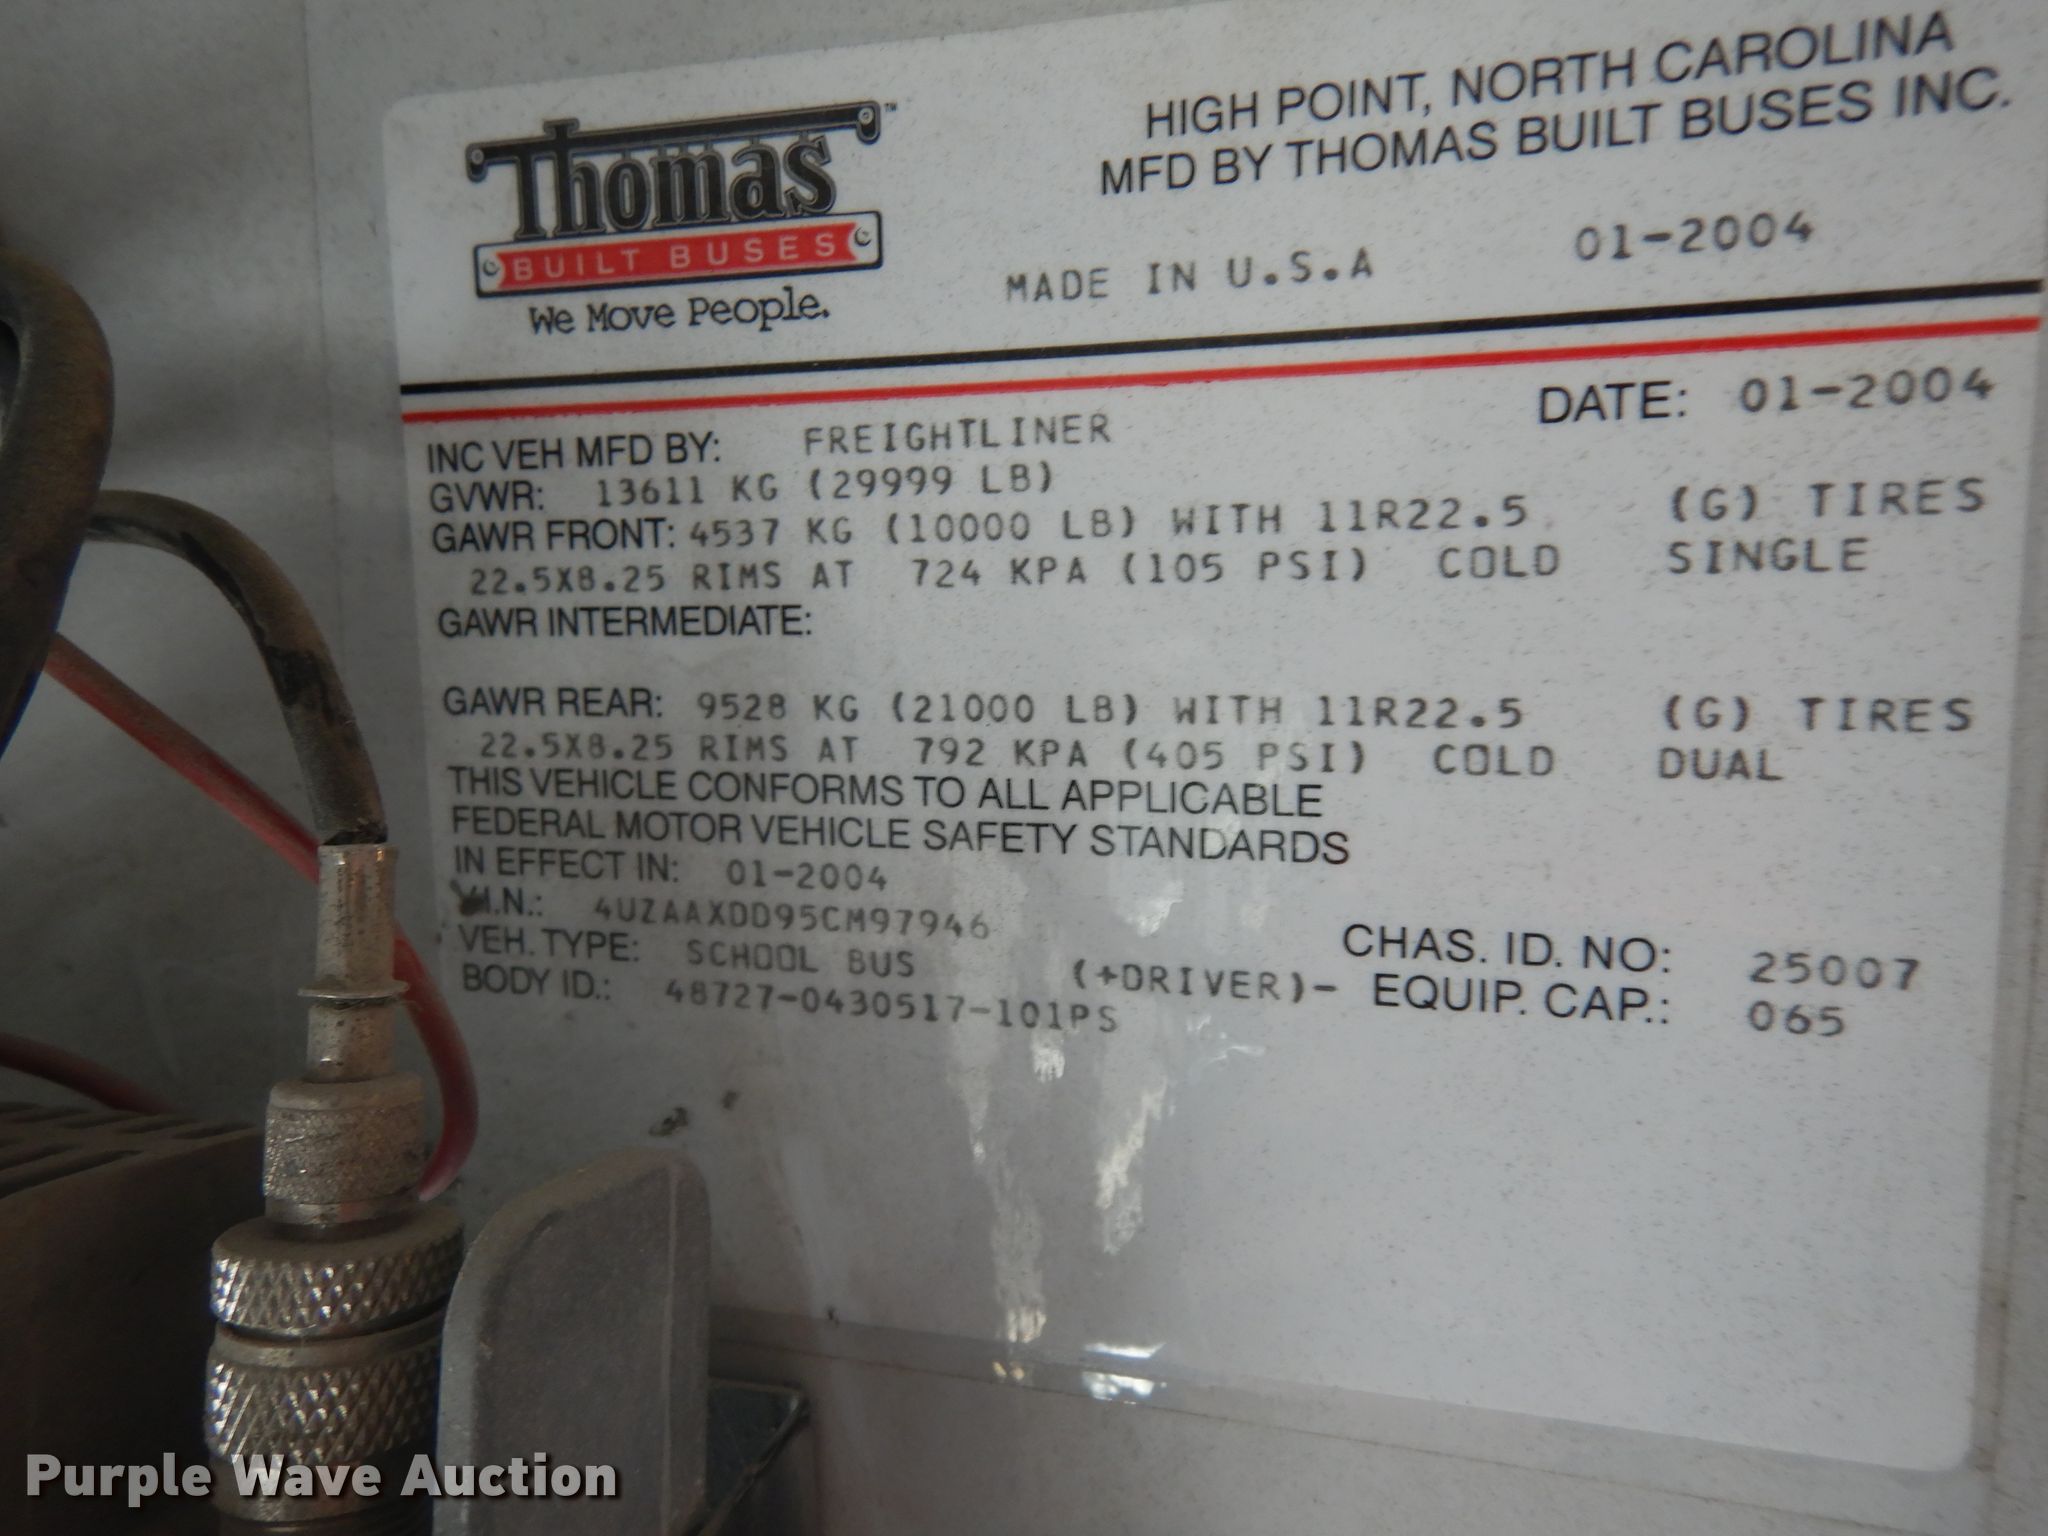 Thomas™
BUILT BUSES
We Move People.
HIGH POINT, NORTH CAROLINA
MFD BY THOMAS BUILT BUSES INC.
MADE IN U.S.A 01-2004
DATE: 01-2004
INC VEH MFD BY: FREIGHTLINER
GVWR: 13611 KG (29999 LB)
GAWR FRONT: 4537 KG (10000 LB) WITH 11R22.5 (G) TIRES
22.5X8.25 RIMS AT 724 KPA (105 PSI) COLD SINGLE
GAWR INTERMEDIATE:
GAWR REAR: 9528 KG (21000 LB) WITH 11R22.5 (G) TIRES
22.5X8.25 RIMS AT 792 KPA (405 PSI) COLD DUAL
THIS VEHICLE CONFORMS TO ALL APPLICABLE
FEDERAL MOTOR VEHICLE SAFETY STANDARDS
IN EFFECT IN: 01-2004
V.I.N.: 4UZAAXDD95CM97946
VEH. TYPE: SCHOOL BUS CHAS. ID. NO: 25007
BODY ID.: 48727-0430517-101PS (+DRIVER)- EQUIP. CAP.: 065
Purple Wave Auction